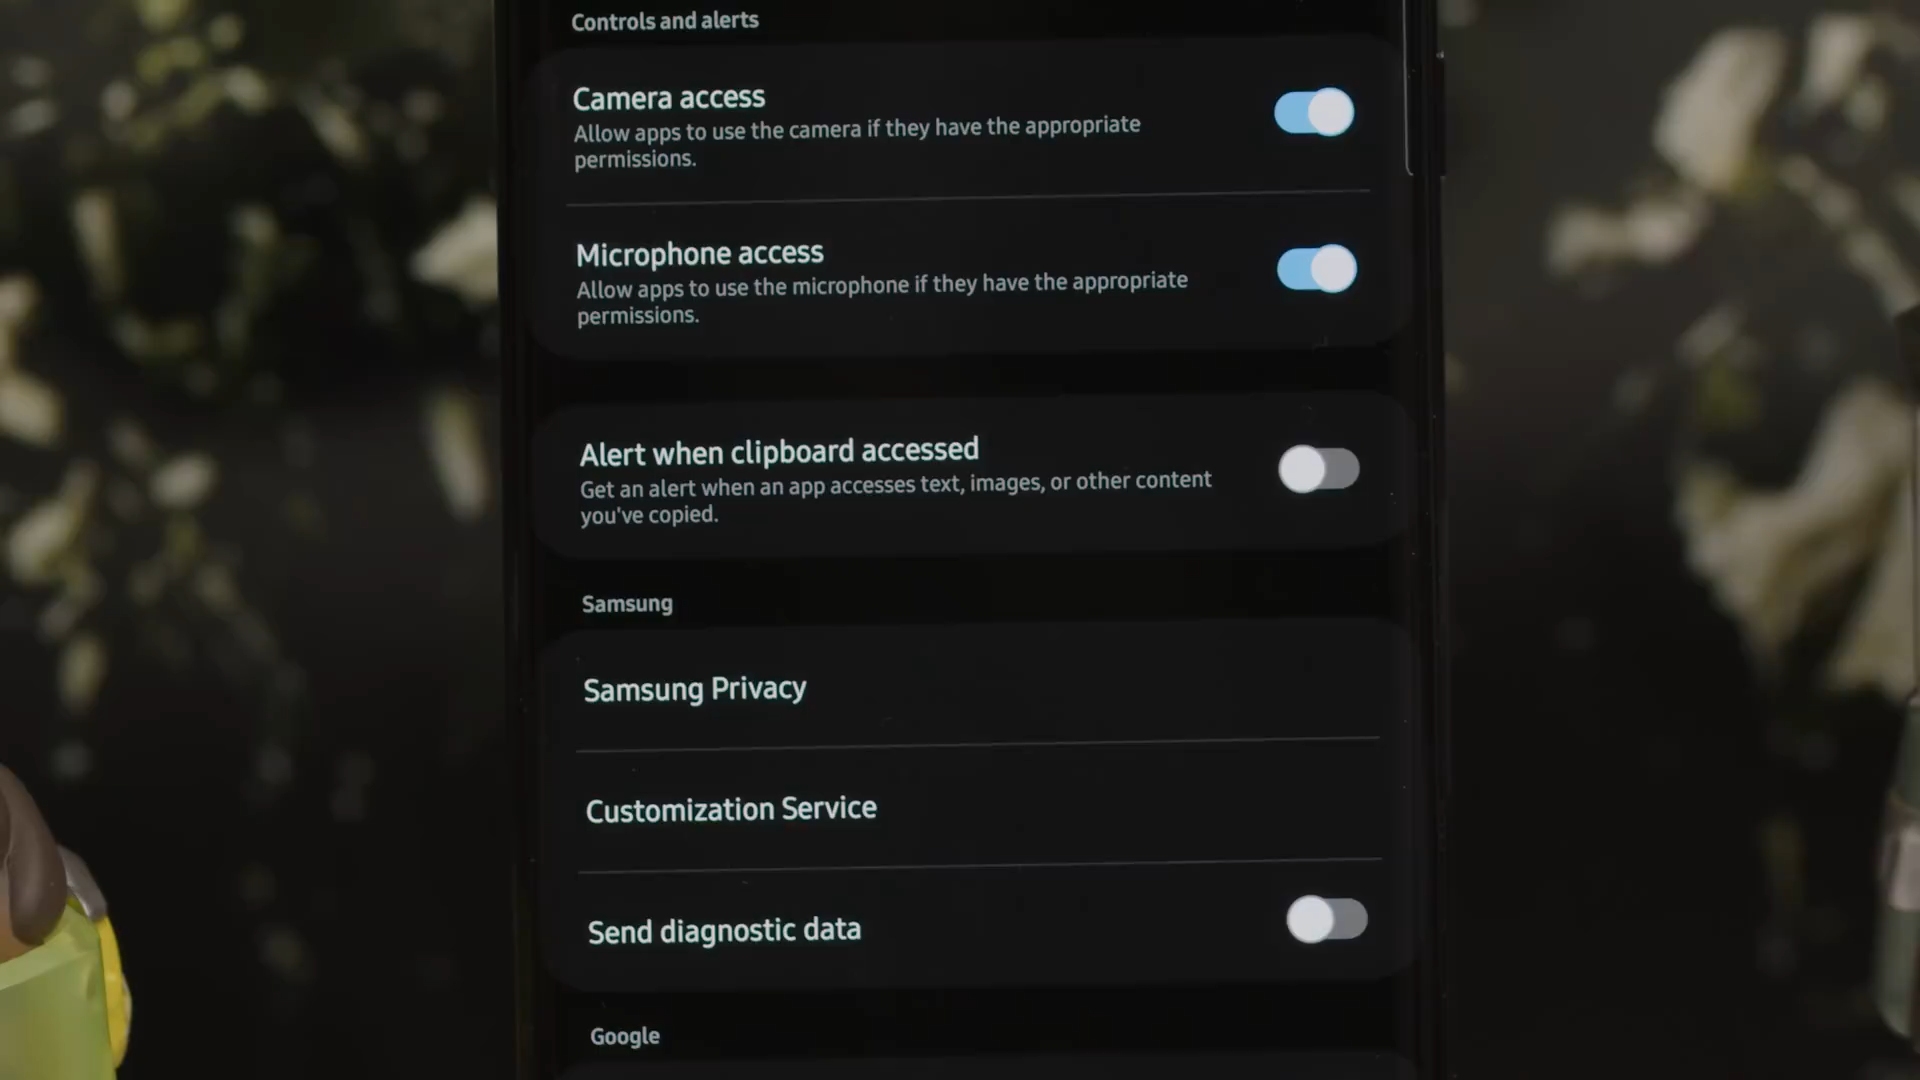 Controls and alerts
Camera access
Allow apps to use the camera if they have the appropriate
permissions.
Microphone access
Allow apps to use the microphone if they have the appropriate
permissions.
Alert when clipboard accessed
Get an alert when an app accesses text, images, or other content
you've copied.
Samsung
Samsung Privacy
Customization Service
Send diagnostic data
Google